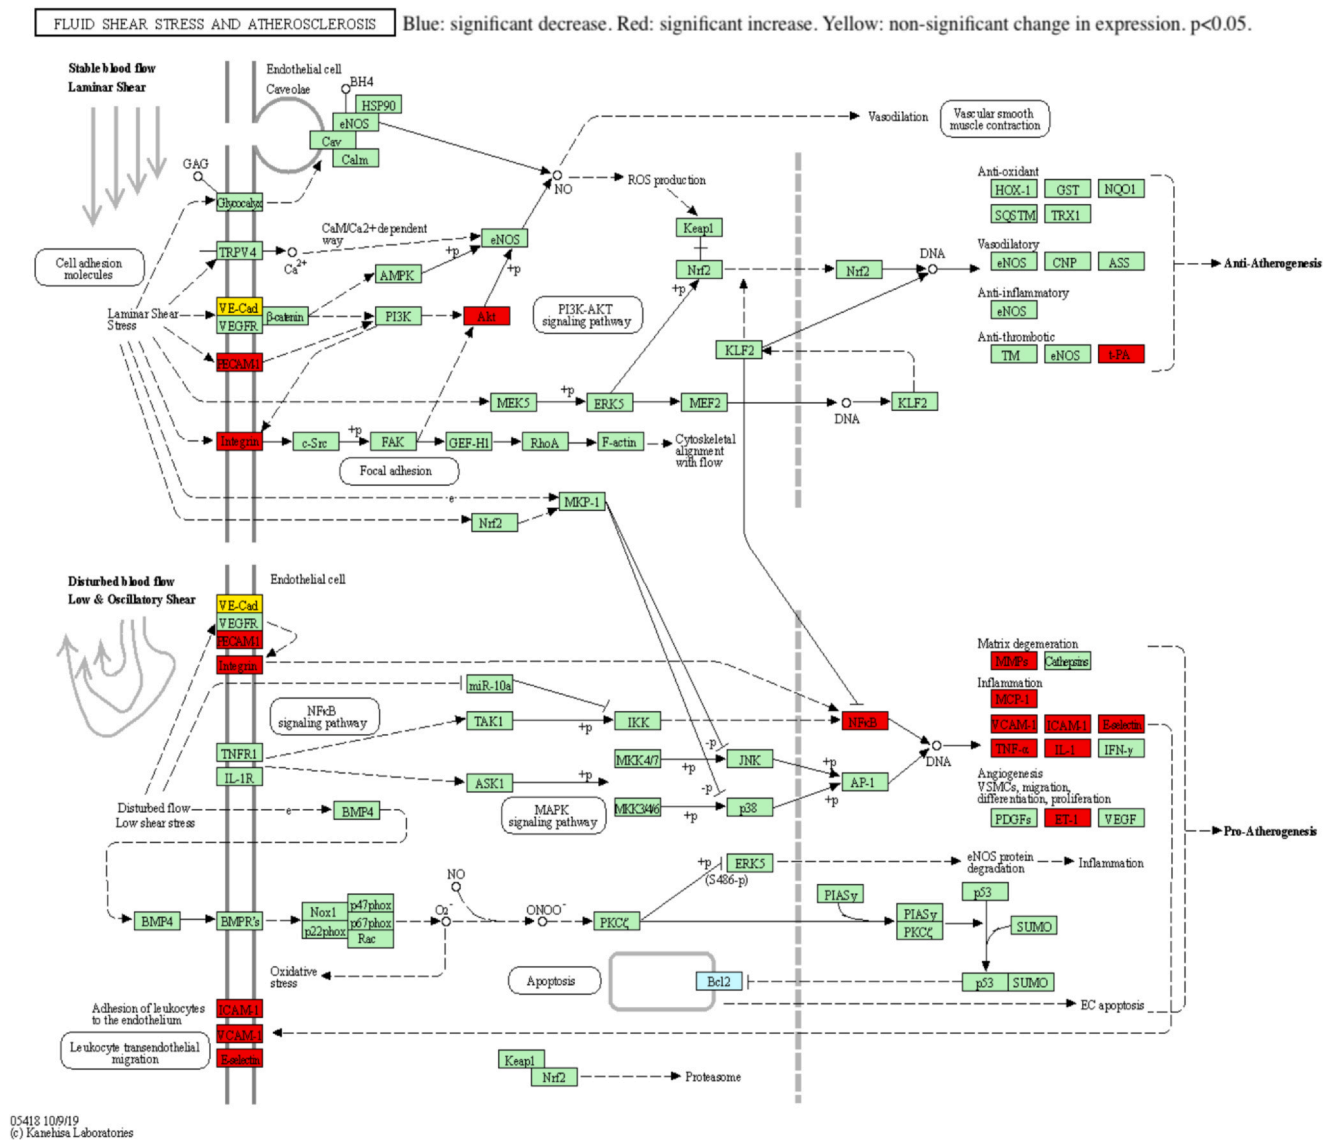 FLUID SHEAR STRESS AND ATHEROSCLEROSIS
Blue: significant decrease. Red: significant increase. Yellow: non-significant change in expression. p<0.05.
Stable blood flow
Laminar Shear
Endothelial cell
Caveolae
BH4
HSP90
eNOS
Cav
Calm
GAG
Glycocalyx
NO
ROS production
Vasodilation
Vascular smooth
muscle contraction
Cell adhesion
molecules
TRPV4
Ca2+
CaM/Ca2+ dependent
way
eNOS
+p
+p
AMPK
Laminar Shear
Stress
VE-Cad
VEGFR
β-catenin
PI3K
Akt
PI3K-AKT
signaling pathway
PECAM-1
Keap1
Nrf2
+p
Nrf2
DNA
KLF2
Anti-oxidant
HOX-1
GST
NQO1
SQSTM
TRX1
Vasodilatory
eNOS
CNP
ASS
Anti-inflammatory
eNOS
Anti-thrombotic
TM
eNOS
t-PA
Anti-Atherogenesis
MEK5
+p
ERK5
MEF2
DNA
KLF2
Integrin
c-Src
+p
FAK
GEF-H1
RhoA
F-actin
Cytoskeletal
alignment
with flow
Focal adhesion
e
MKP-1
Nrf2
Disturbed blood flow
Low & Oscillatory Shear
Endothelial cell
VE-Cad
VEGFR
PECAM-1
Integrin
miR-10a
NFκB
signaling pathway
TAK1
+p
IKK
NFκB
TNFR1
IL-1R
ASK1
+p
MKK4/7
+p
-p
JNK
+p
MAPK
signaling pathway
MKK3/4/6
+p
-p
p38
+p
AP-1
DNA
Matrix degeneration
MMPs
Cathepsins
Inflammation
MCP-1
VCAM-1
ICAM-1
E-selectin
TNF-α
IL-1
IFN-γ
Angiogenesis
VSMCs, migration,
differentiation, proliferation
PDGFs
ET-1
VEGF
Pro-Atherogenesis
Disturbed flow
Low shear stress
e
BMP4
BMP4
BMPR's
Nox1
p22phox
p47phox
p67phox
Rac
O2-
NO
ONOO-
PKCζ
+p
(S486-p)
ERK5
eNOS protein
degradation
Inflammation
PIASy
PIASy
PKCζ
p53
SUMO
p53
SUMO
Oxidative
stress
Apoptosis
Bcl2
EC apoptosis
Adhesion of leukocytes
to the endothelium
ICAM-1
VCAM-1
E-selectin
Leukocyte transendothelial
migration
Keap1
Nrf2
Proteasome
05418 10/9/19
(c) Kanehisa Laboratories